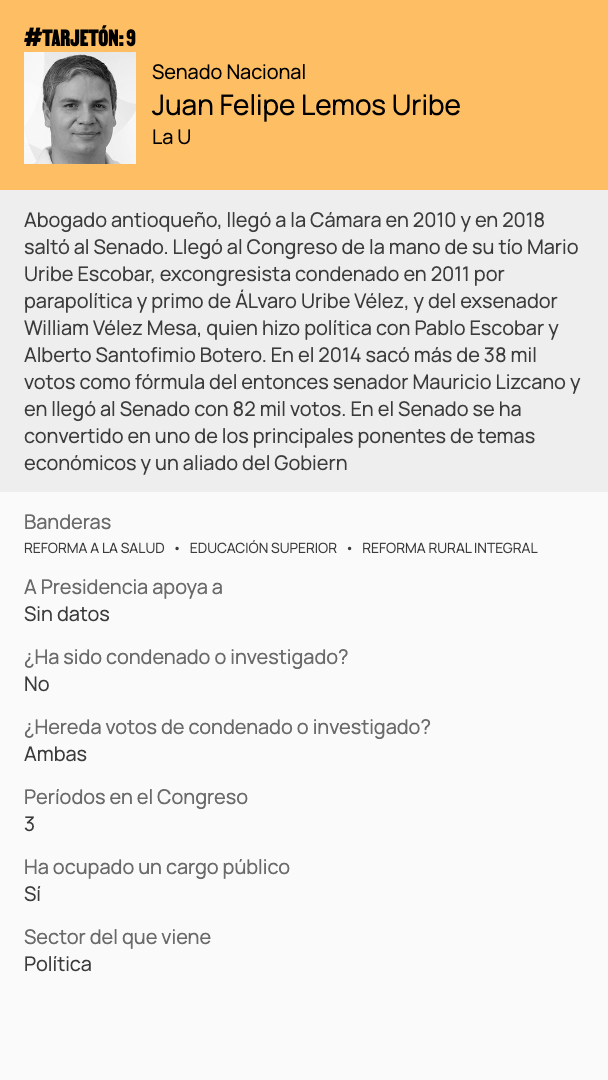 #TARJETÓN: 9
Senado Nacional
Juan Felipe Lemos Uribe
La U
Abogado antioqueño, llegó a la Cámara en 2010 y en 2018
saltó al Senado. Llegó al Congreso de la mano de su tío Mario
Uribe Escobar, excongresista condenado en 2011 por
parapolítica y primo de ÁLvaro Uribe Vélez, y del exsenador
William Vélez Mesa, quien hizo política con Pablo Escobar y
Alberto Santofimio Botero. En el 2014 sacó más de 38 mil
votos como fórmula del entonces senador Mauricio Lizcano y
en llegó al Senado con 82 mil votos. En el Senado se ha
convertido en uno de los principales ponentes de temas
económicos y un aliado del Gobiern
Banderas
REFORMA A LA SALUD • EDUCACIÓN SUPERIOR • REFORMA RURAL INTEGRAL
A Presidencia apoya a
Sin datos
¿Ha sido condenado o investigado?
No
¿Hereda votos de condenado o investigado?
Ambas
Períodos en el Congreso
3
Ha ocupado un cargo público
Sí
Sector del que viene
Política